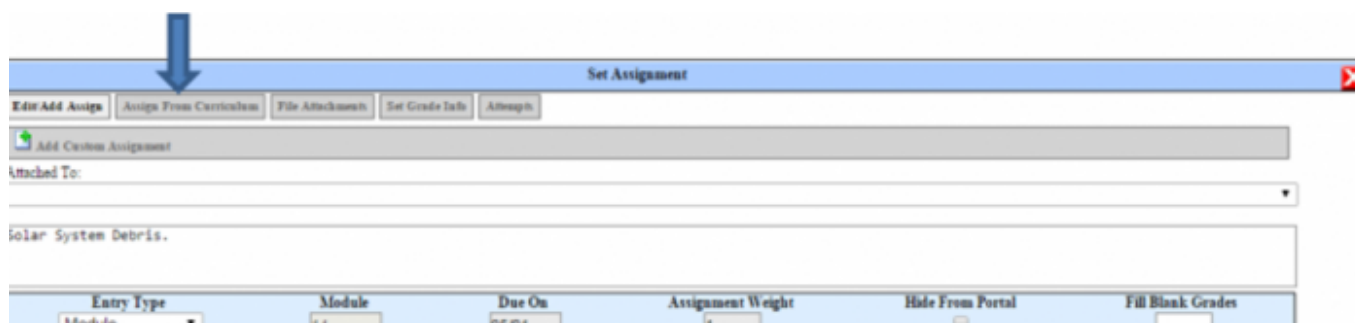 Set Assignment
Edit/Add Assign Assign From Curriculum File Attachments Set Grade Info Attempts
Add Custom Assignment
Attached To:
Solar System Debris.
Entry Type Module Due On Assignment Weight Hide From Portal Fill Blank Grades
Module